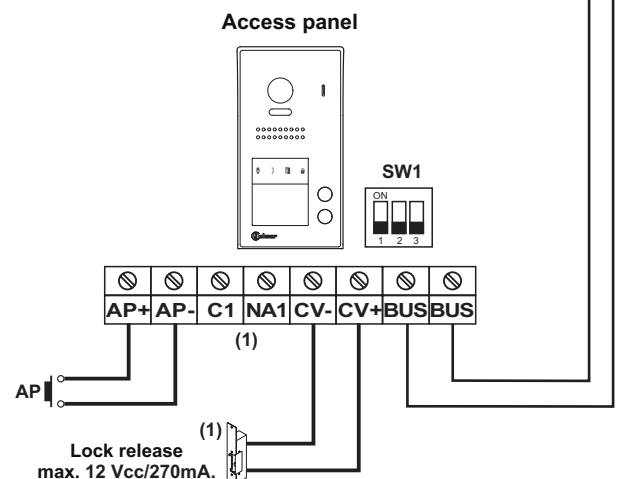 Access panel
SW1
ON
1 2 3
AP+ AP- C1 NA1 CV- CV+ BUS BUS
(1)
AP
(1)
Lock release
max. 12 Vcc/270mA.